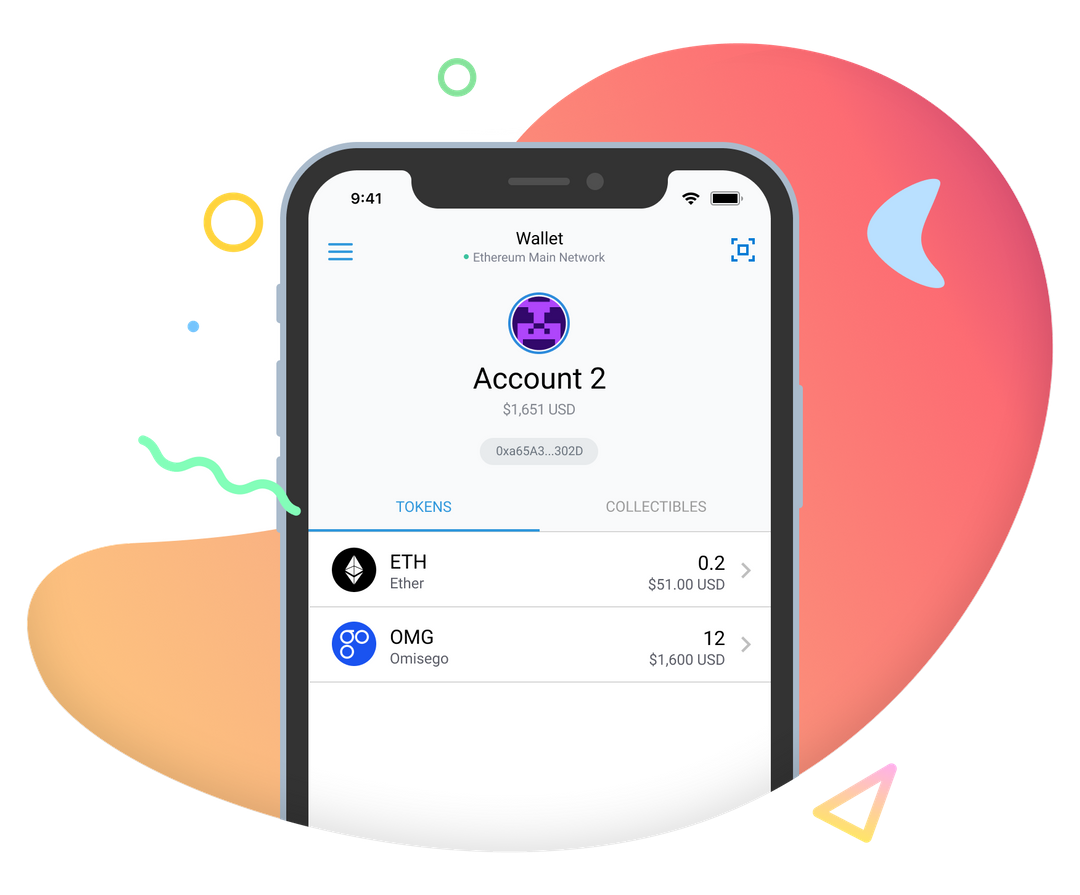 9:41
Wallet
Ethereum Main Network
Account 2
$1,651 USD
0xa65A3...302D
TOKENS COLLECTIBLES
ETH 0.2
Ether $51.00 USD
OMG 12
Omisego $1,600 USD